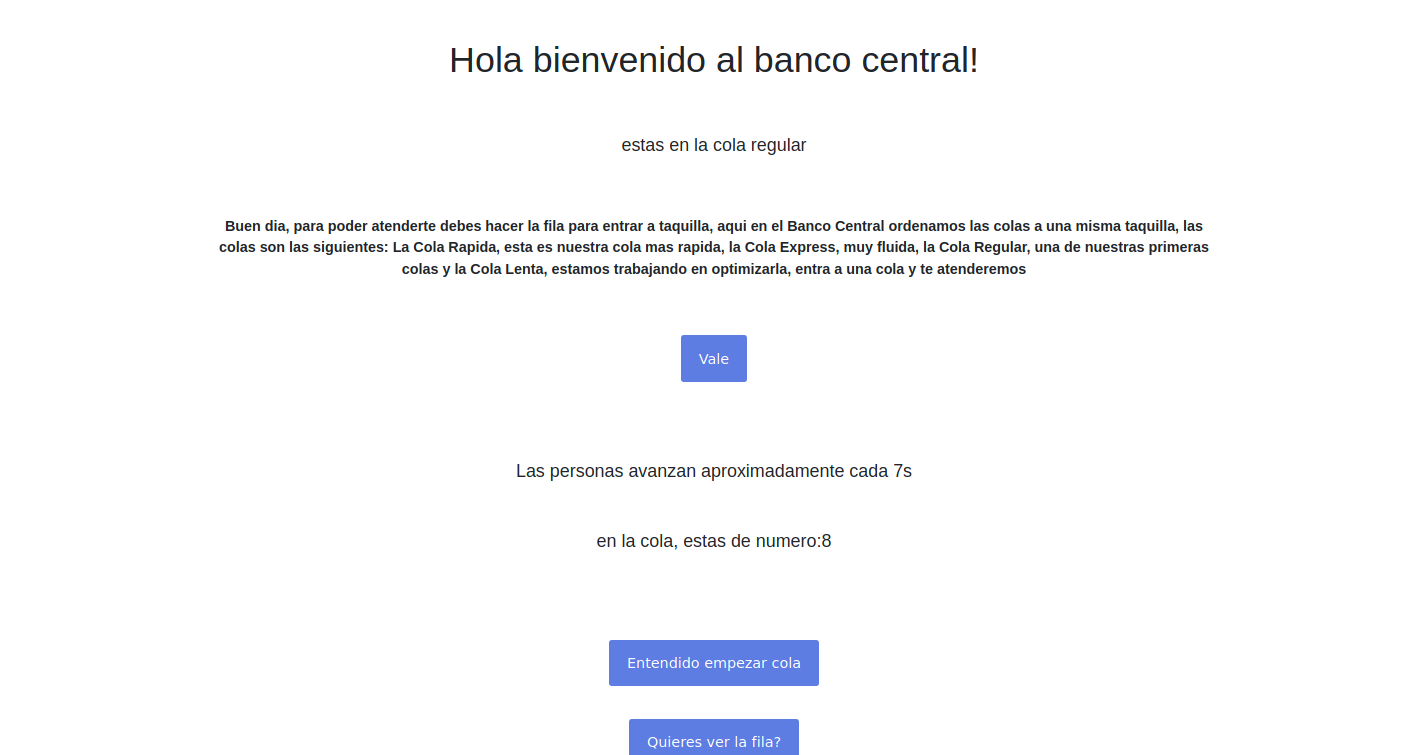 Hola bienvenido al banco central!
estas en la cola regular
Buen dia, para poder atenderte debes hacer la fila para entrar a taquilla, aqui en el Banco Central ordenamos las colas a una misma taquilla, las
colas son las siguientes: La Cola Rapida, esta es nuestra cola mas rapida, la Cola Express, muy fluida, la Cola Regular, una de nuestras primeras
colas y la Cola Lenta, estamos trabajando en optimizarla, entra a una cola y te atenderemos
Vale
Las personas avanzan aproximadamente cada 7s
en la cola, estas de numero:8
Entendido empezar cola
Quieres ver la fila?